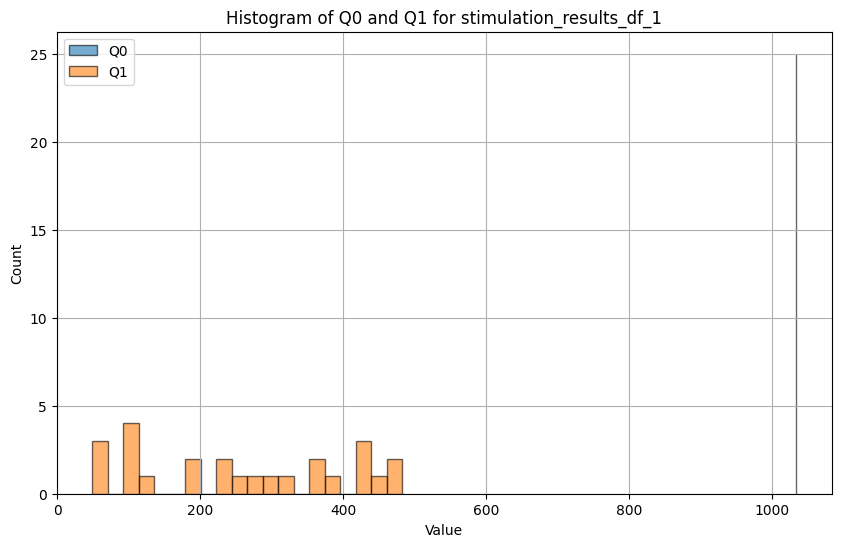 Histogram of Q0 and Q1 for stimulation_results_df_1
Q0
Q1
25
20
15
10
5
0
Count
0 200 400 600 800 1000
Value